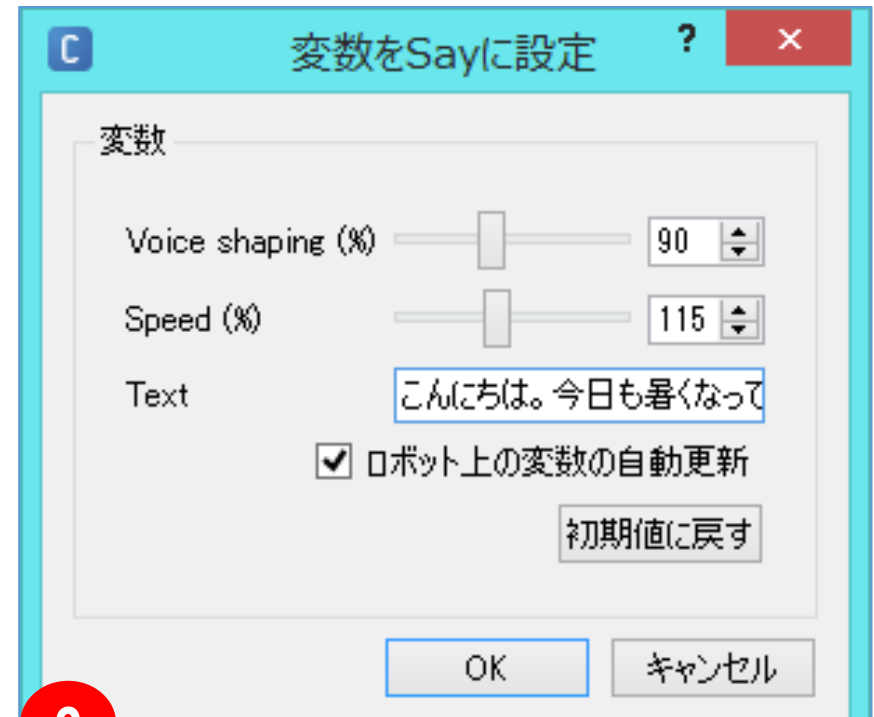 C 変数をSayに設定 ? ×
変数
Voice shaping (%) 90
Speed (%) 115
Text こんにちは。今日も暑くなって
ロボット上の変数の自動更新
初期値に戻す
OK キャンセル